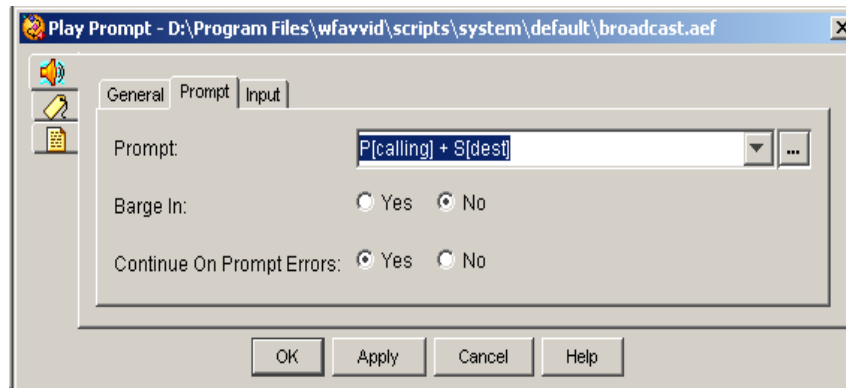 Play Prompt - D:\Program Files\wfavvid\scripts\system\default\broadcast.aef
General Prompt Input
Prompt: P[calling] + S[dest] ...
Barge In: Yes No
Continue On Prompt Errors: Yes No
OK Apply Cancel Help